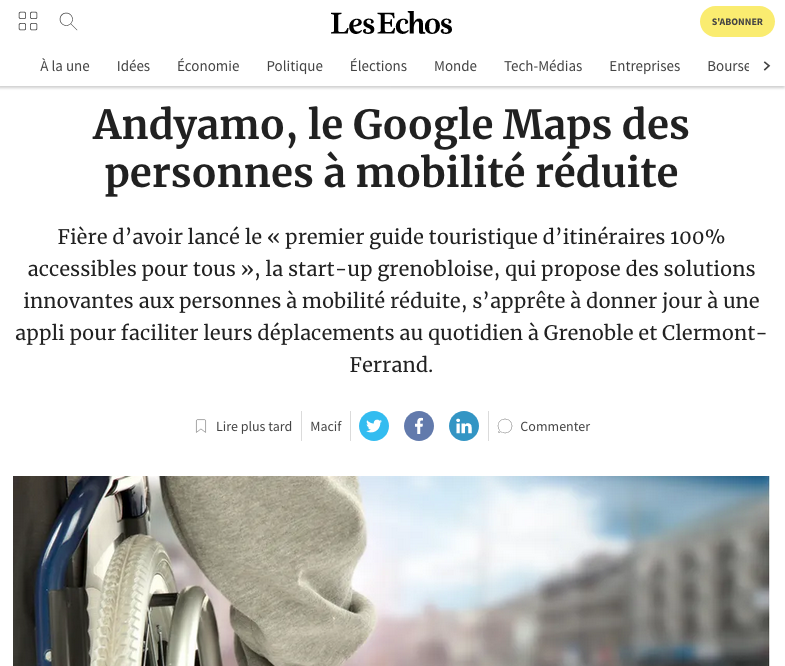 Les Echos
S'ABONNER
À la une Idées Économie Politique Élections Monde Tech-Médias Entreprises Bourse
Andyamo, le Google Maps des
personnes à mobilité réduite
Fière d’avoir lancé le « premier guide touristique d’itinéraires 100%
accessibles pour tous », la start-up grenobloise, qui propose des solutions
innovantes aux personnes à mobilité réduite, s’apprête à donner jour à une
appli pour faciliter leurs déplacements au quotidien à Grenoble et Clermont-
Ferrand.
Lire plus tard Macif Commenter